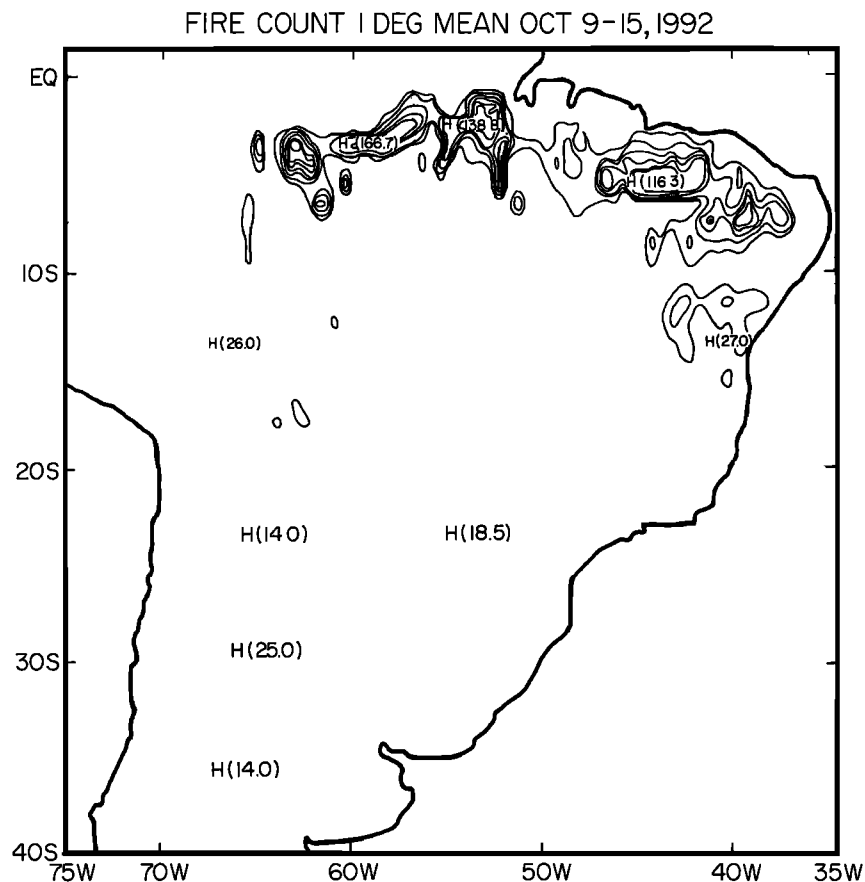 FIRE COUNT 1 DEG MEAN OCT 9-15, 1992
EQ
H (166.7)
H (138.8)
H (116.3)
10S
H (26.0)
H (27.0)
20S
H (14.0)
H (18.5)
30S
H (25.0)
H (14.0)
40S
75W 70W 60W 50W 40W 35W